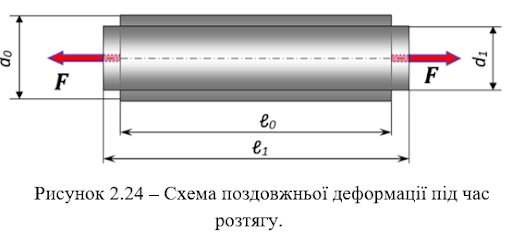 d₀
F
F
d₁
ℓ₀
ℓ₁
Рисунок 2.24 – Схема поздовжньої деформації під час
розтягу.